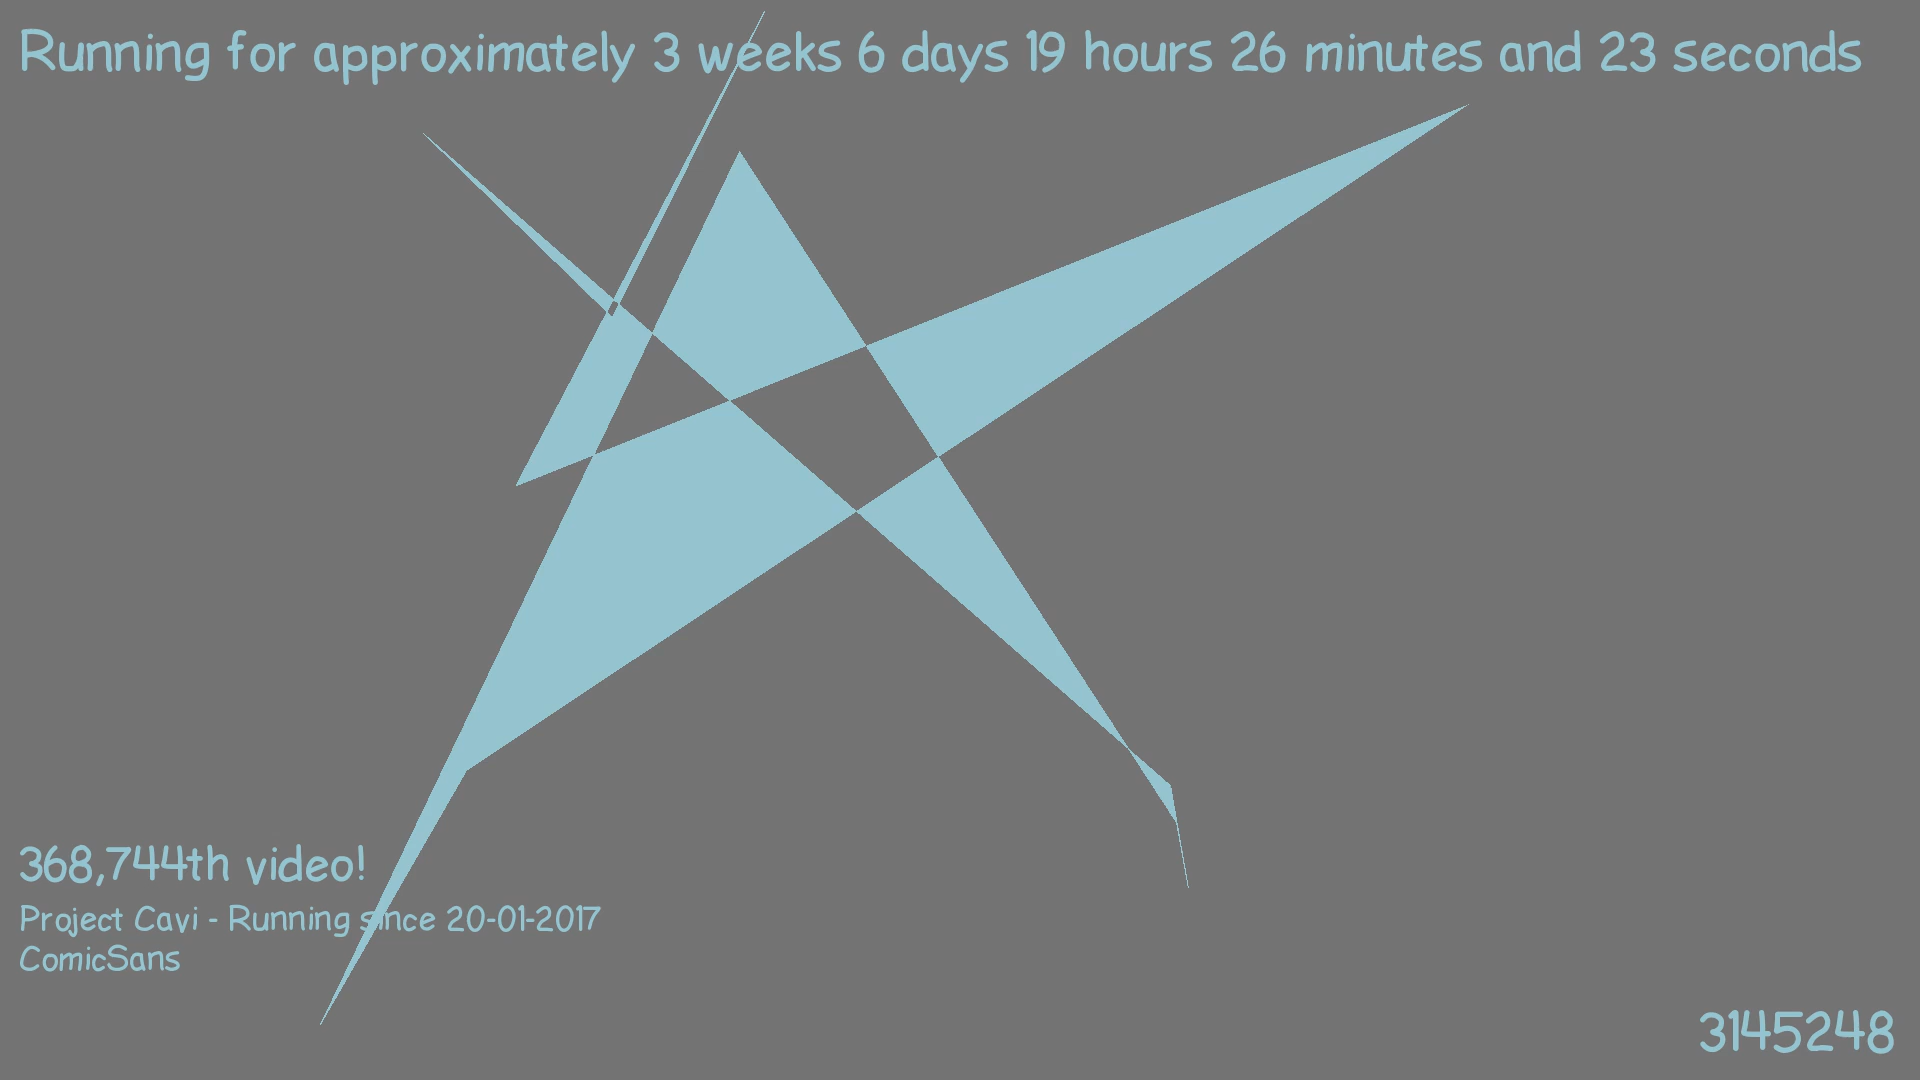 Running for approximately 3 weeks 6 days 19 hours 26 minutes and 23 seconds
368,744th video!
Project Cavi - Running since 20-01-2017
ComicSans
3145248